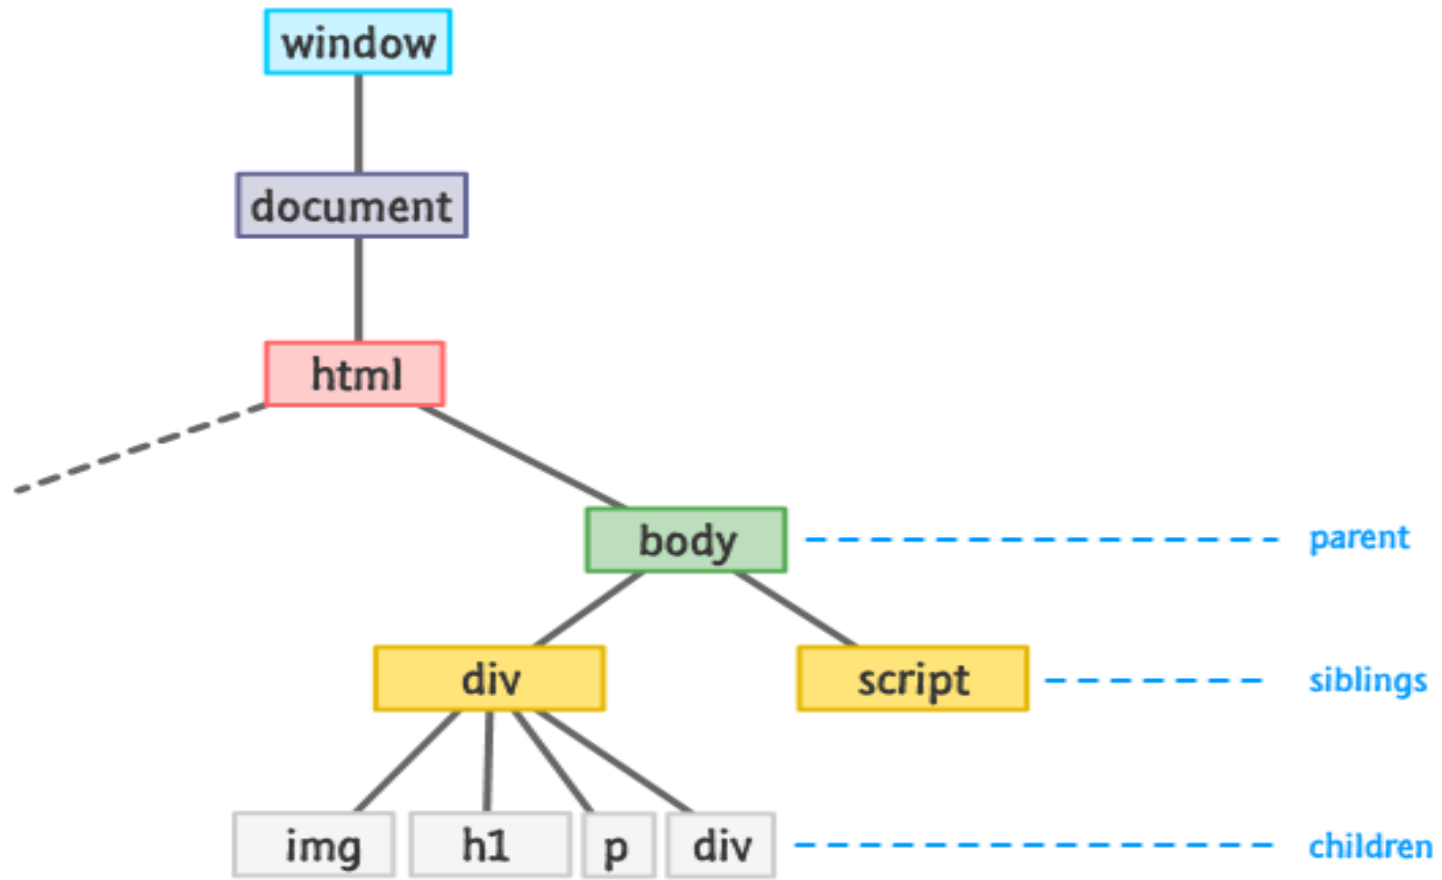 window
document
html
body
parent
div
script
siblings
img
h1
p
div
children